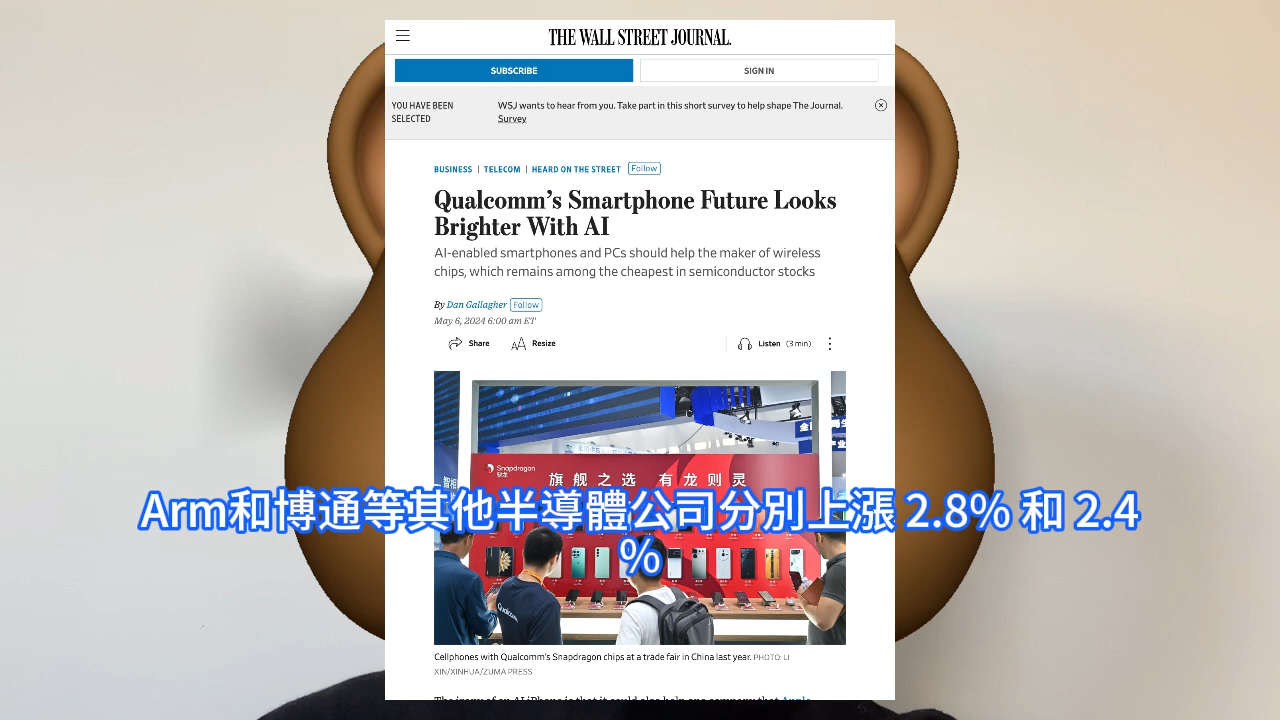 THE WALL STREET JOURNAL.
SUBSCRIBE
SIGN IN
YOU HAVE BEEN
SELECTED
WSJ wants to hear from you. Take part in this short survey to help shape The Journal.
Survey
BUSINESS | TELECOM | HEARD ON THE STREET Follow
Qualcomm's Smartphone Future Looks
Brighter With AI
AI-enabled smartphones and PCs should help the maker of wireless
chips, which remains among the cheapest in semiconductor stocks
By Dan Gallagher Follow
May 6, 2024 6:00 am ET
Share Resize Listen (3 min)
Snapdragon
骁龙
旗舰之选 有龙则灵
Arm和博通等其他半導體公司分別上漲 2.8% 和 2.4
%
Qualcomm
Cellphones with Qualcomm's Snapdragon chips at a trade fair in China last year. PHOTO: LI
XIN/XINHUA/ZUMA PRESS